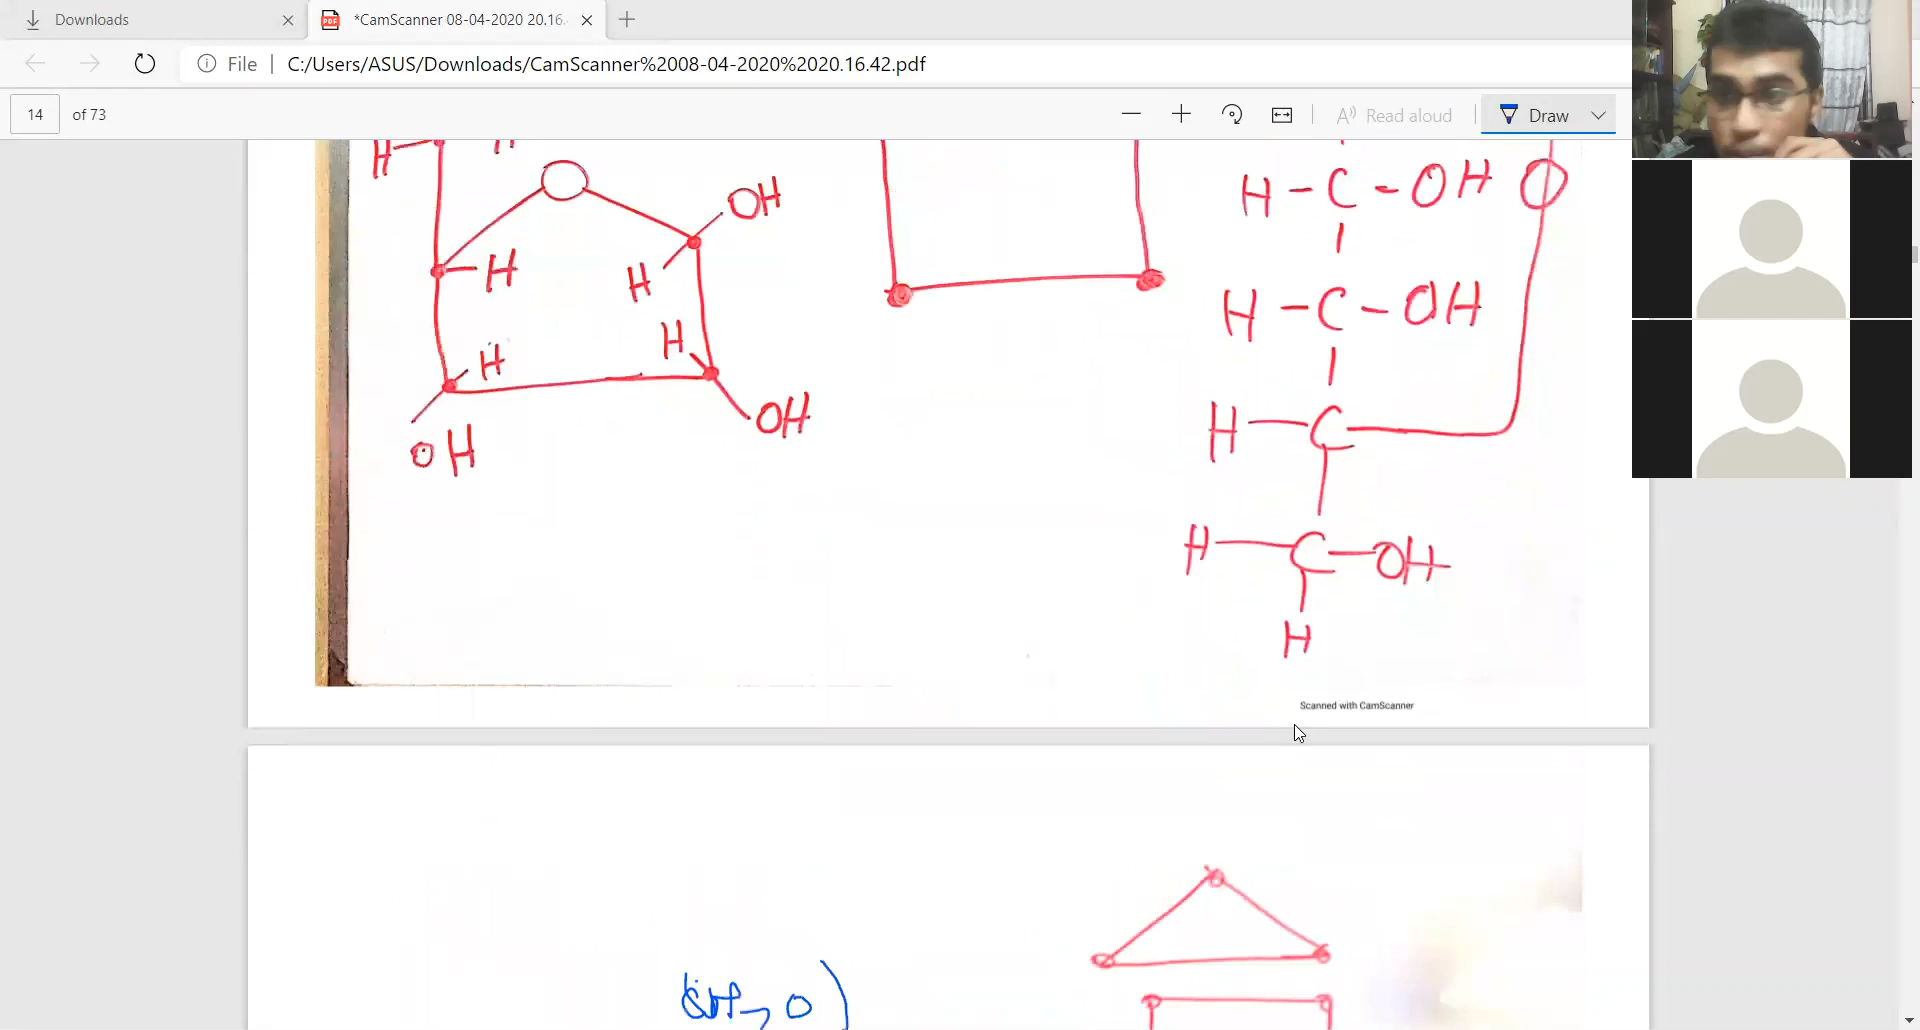 Downloads
*CamScanner 08-04-2020 20.16.
File
C:/Users/ASUS/Downloads/CamScanner%2008-04-2020%2020.16.42.pdf
14 of 73
Read aloud
Draw
H
O
OH
H
H
H
H
OH
OH
H - C - OH O
H - C - OH
H - C
H - C - OH
H
Scanned with CamScanner